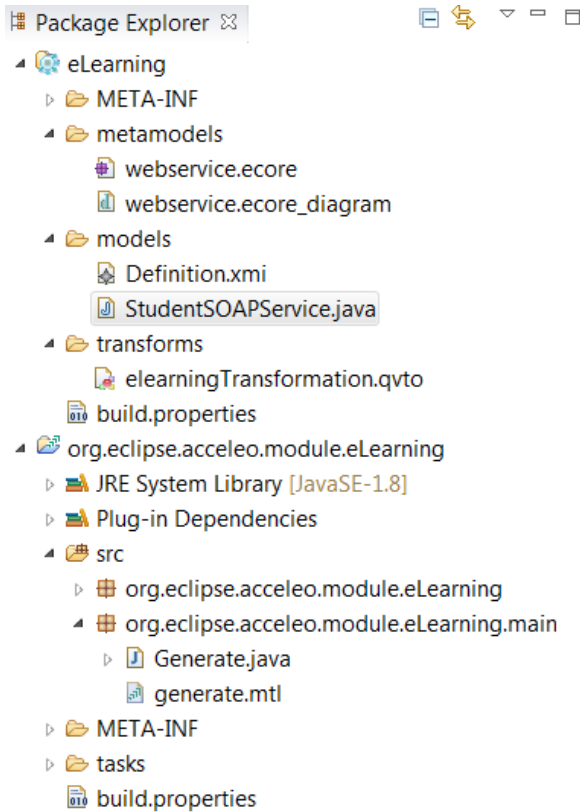 Package Explorer
eLearning
META-INF
metamodels
webservice.ecore
webservice.ecore_diagram
models
Definition.xmi
StudentSOAPService.java
transforms
elearningTransformation.qvto
build.properties
org.eclipse.acceleo.module.eLearning
JRE System Library [JavaSE-1.8]
Plug-in Dependencies
src
org.eclipse.acceleo.module.eLearning
org.eclipse.acceleo.module.eLearning.main
Generate.java
generate.mtl
META-INF
tasks
build.properties